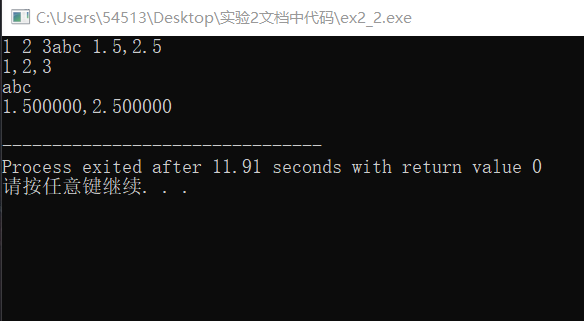 C:\Users\54513\Desktop\实验2文档中代码\ex2_2.exe
1 2 3abc 1.5,2.5
1,2,3
abc
1.500000,2.500000
--------------------------------
Process exited after 11.91 seconds with return value 0
请按任意键继续. . .